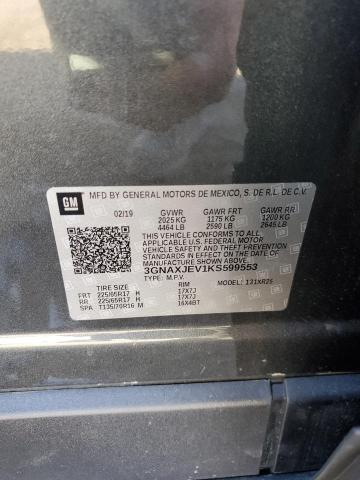 GM
MFD BY GENERAL MOTORS DE MEXICO, S. DE R.L. DE C.V.
02/19 GVWR GAWR FRT GAWR RR
2025 KG 1175 KG 1200 KG
4464 LB 2590 LB 2645 LB
THIS VEHICLE CONFORMS TO ALL
APPLICABLE U.S. FEDERAL MOTOR
VEHICLE SAFETY, BUMPER, AND
THEFT PREVENTION STANDARDS IN
EFFECT ON THE DATE OF
MANUFACTURE SHOWN ABOVE.
3GNAXJEV1KS599553
TYPE: M.P.V. MODEL: 1XR26
TIRE SIZE RIM
FRT 225/65R17 H 17X7J
RR 225/65R17 H 17X7J
SPA T135/70R16 M 16X4BT